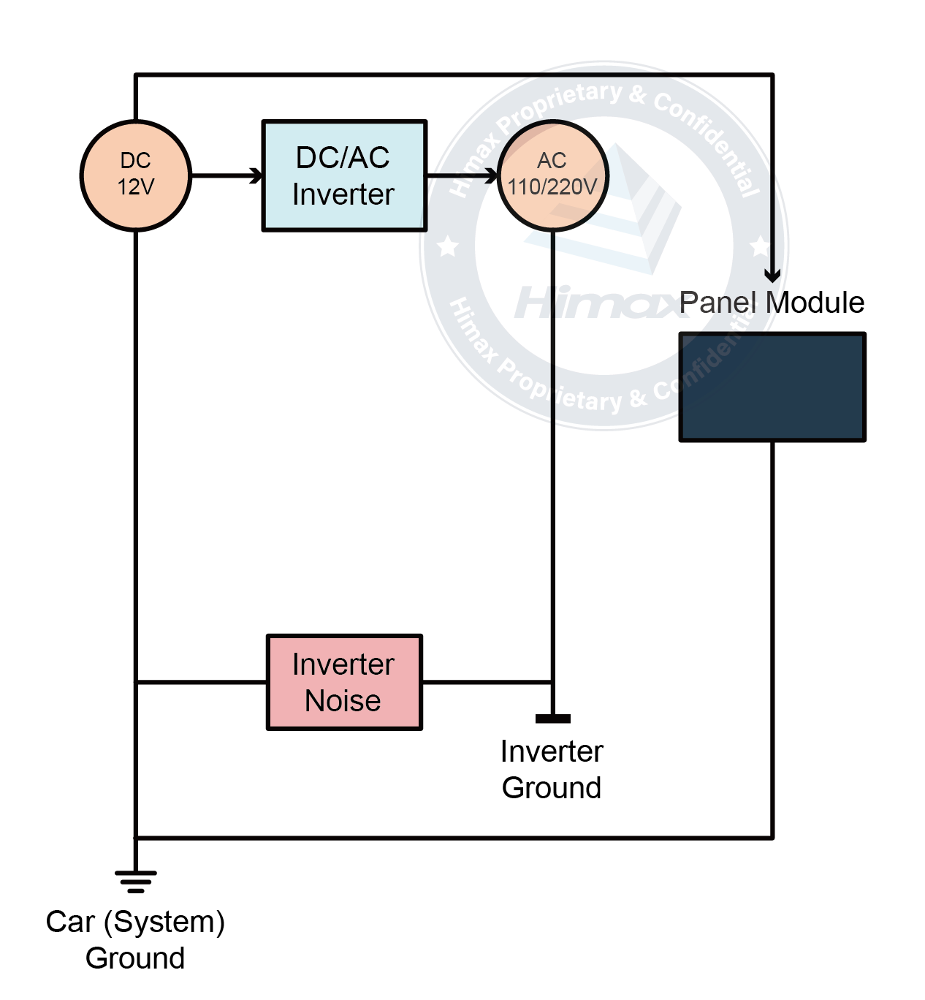 Himax Proprietary & Confidential
DC
12V
DC/AC
Inverter
AC
110/220V
Himax
Panel Module
Himax Proprietary & Confidential
Inverter
Noise
Inverter
Ground
Car (System)
Ground